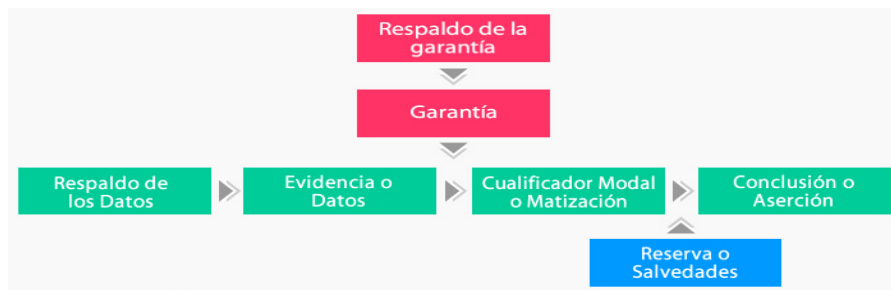 Respaldo de la
garantía
Garantía
Respaldo de
los Datos
Evidencia o
Datos
Cualificador Modal
o Matización
Conclusión o
Aserción
Reserva o
Salvedades